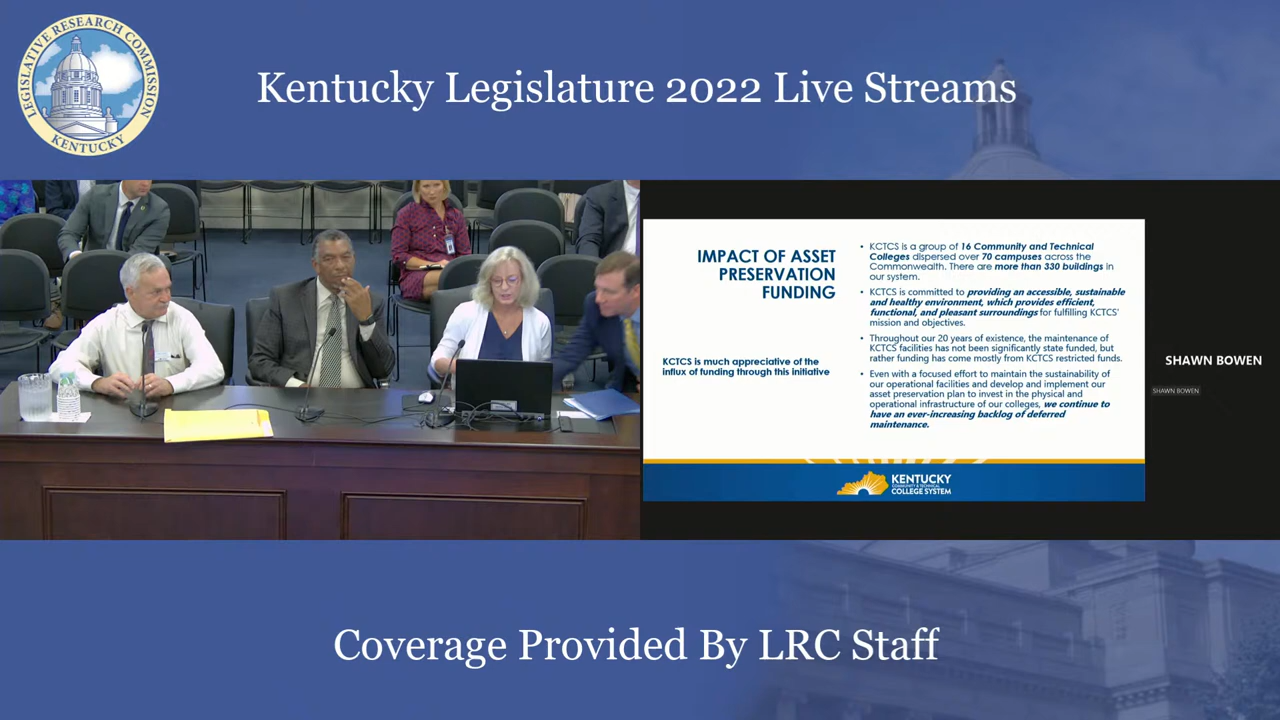 LEGISLATIVE RESEARCH COMMISSION
KENTUCKY
Kentucky Legislature 2022 Live Streams
IMPACT OF ASSET
PRESERVATION
FUNDING
KCTCS is much appreciative of the
influx of funding through this initiative
• KCTCS is a group of 16 Community and Technical
Colleges dispersed over 70 campuses across the
Commonwealth. There are more than 330 buildings in
our system.
• KCTCS is committed to providing an accessible, sustainable
and healthy environment, which provides efficient,
functional, and pleasant surroundings for fulfilling KCTCS'
mission and objectives.
• Throughout our 20 years of existence, the maintenance of
KCTCS facilities has not been significantly state funded, but
rather funding has come mostly from KCTCS restricted funds.
• Even with a focused effort to maintain the sustainability of
our operational facilities and develop and implement our
asset preservation plan to invest in the physical and
operational infrastructure of our colleges, we continue to
have an ever-increasing backlog of deferred
maintenance.
KENTUCKY
COMMUNITY & TECHNICAL
COLLEGE SYSTEM
SHAWN BOWEN
SHAWN BOWEN
Coverage Provided By LRC Staff